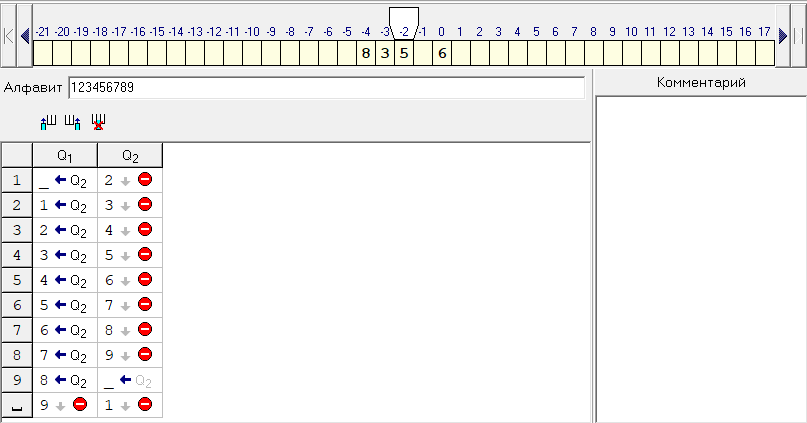 -21 -20 -19 -18 -17 -16 -15 -14 -13 -12 -11 -10 -9 -8 -7 -6 -5 -4 -3 -2 -1 0 1 2 3 4 5 6 7 8 9 10 11 12 13 14 15 16 17
8 3 5 6
Алфавит 123456789
Комментарий
Q1 Q2
1 _ ← Q2 2 ↓
2 1 ← Q2 3 ↓
3 2 ← Q2 4 ↓
4 3 ← Q2 5 ↓
5 4 ← Q2 6 ↓
6 5 ← Q2 7 ↓
7 6 ← Q2 8 ↓
8 7 ← Q2 9 ↓
9 8 ← Q2 _ ← Q2
␣ 9 ↓ 1 ↓